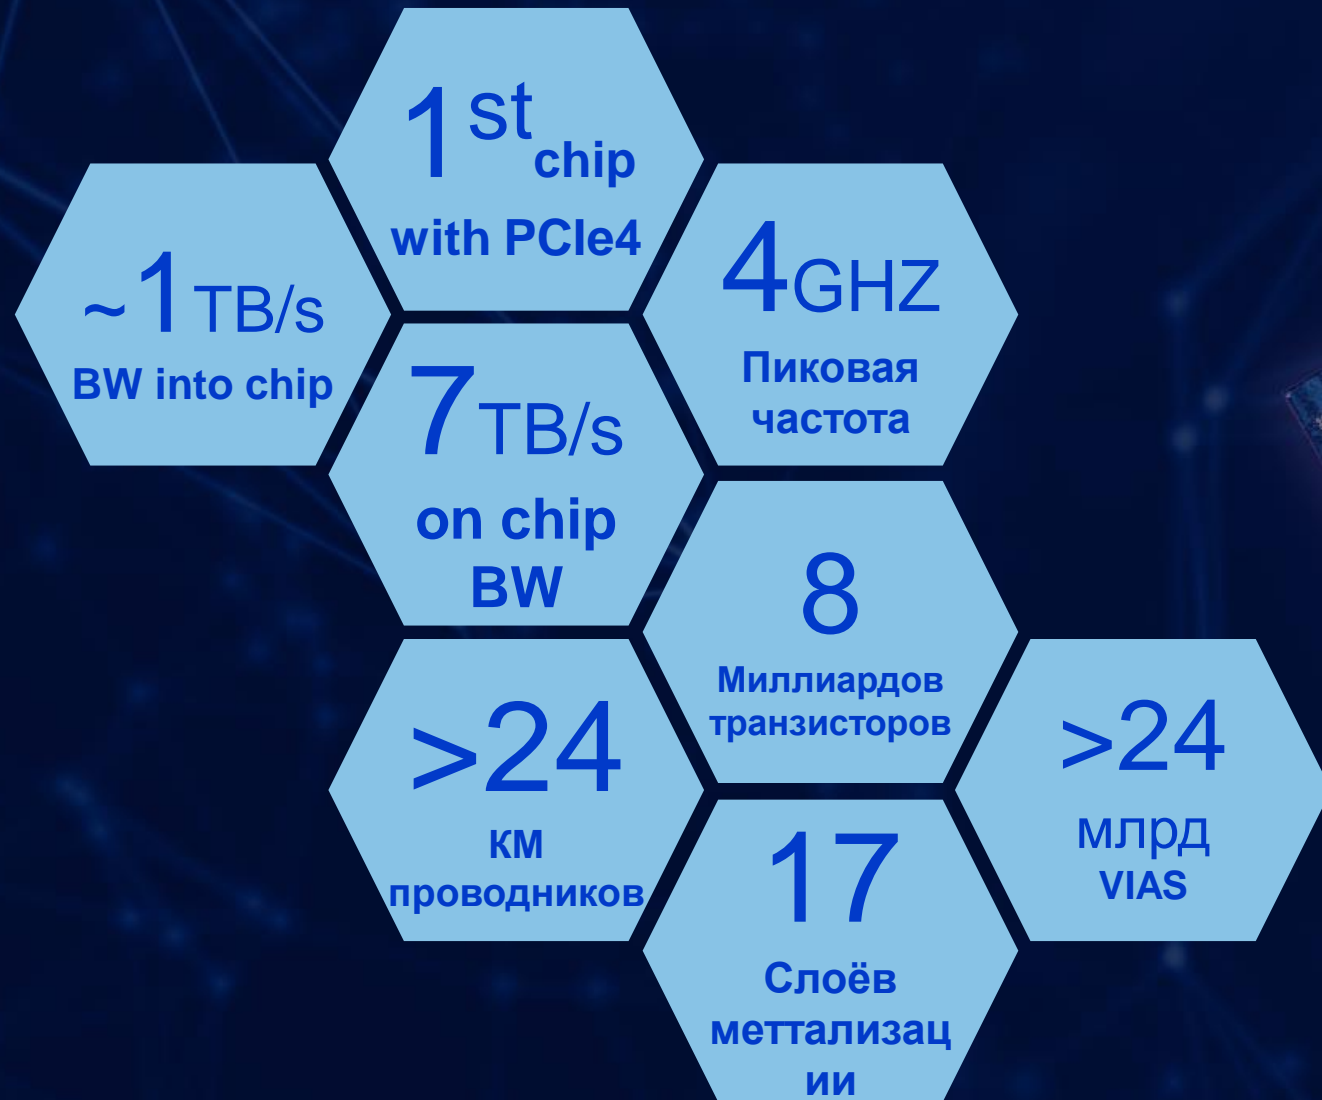 1st chip
with PCIe4
~1TB/s
BW into chip
4GHZ
Пиковая
частота
7TB/s
on chip
BW
8
Миллиардов
транзисторов
>24
КМ
проводников
>24
млрд
VIAS
17
Слоёв
меттализац
ии